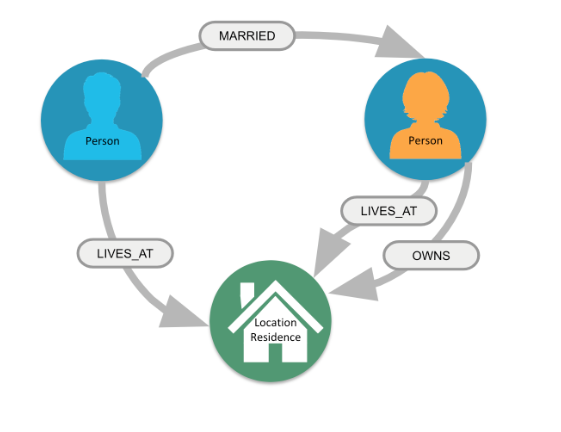 MARRIED
Person
Person
LIVES_AT
LIVES_AT
OWNS
Location
Residence